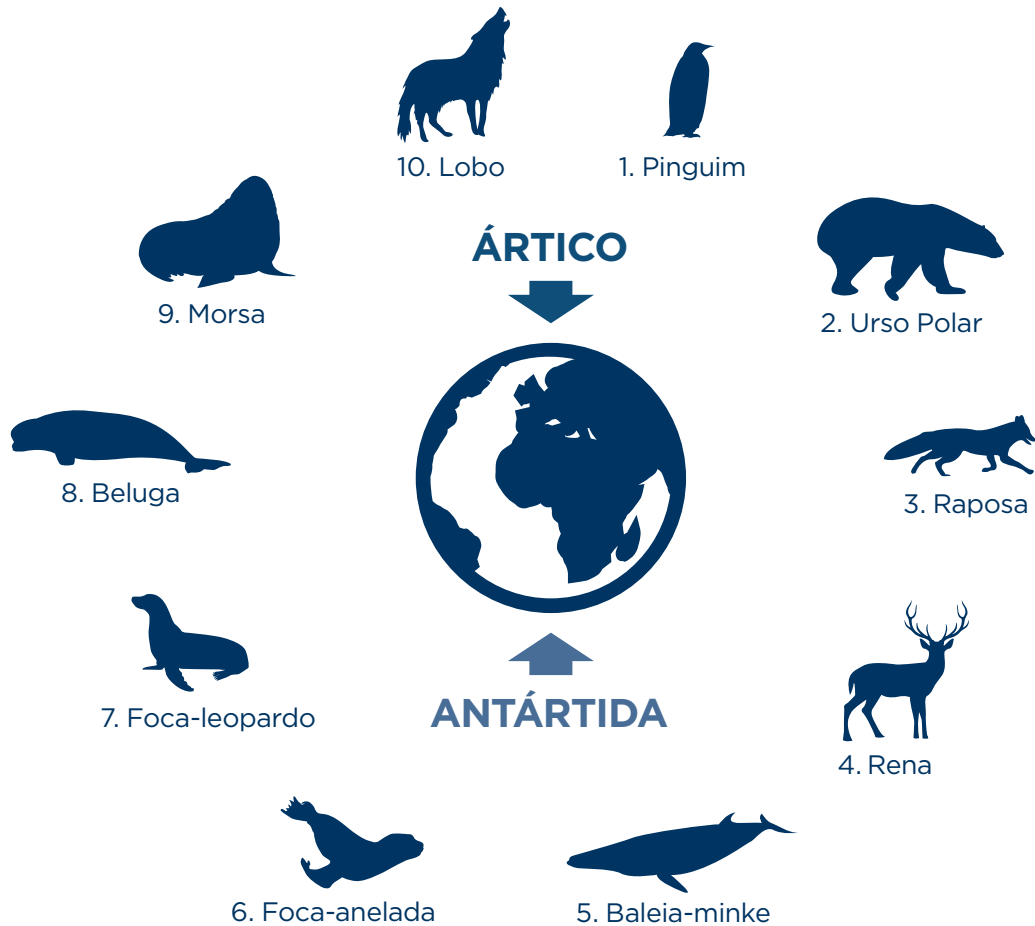 10. Lobo
1. Pinguim
ÁRTICO
9. Morsa
2. Urso Polar
8. Beluga
3. Raposa
7. Foca-leopardo
ANTÁRTIDA
4. Rena
6. Foca-anelada
5. Baleia-minke